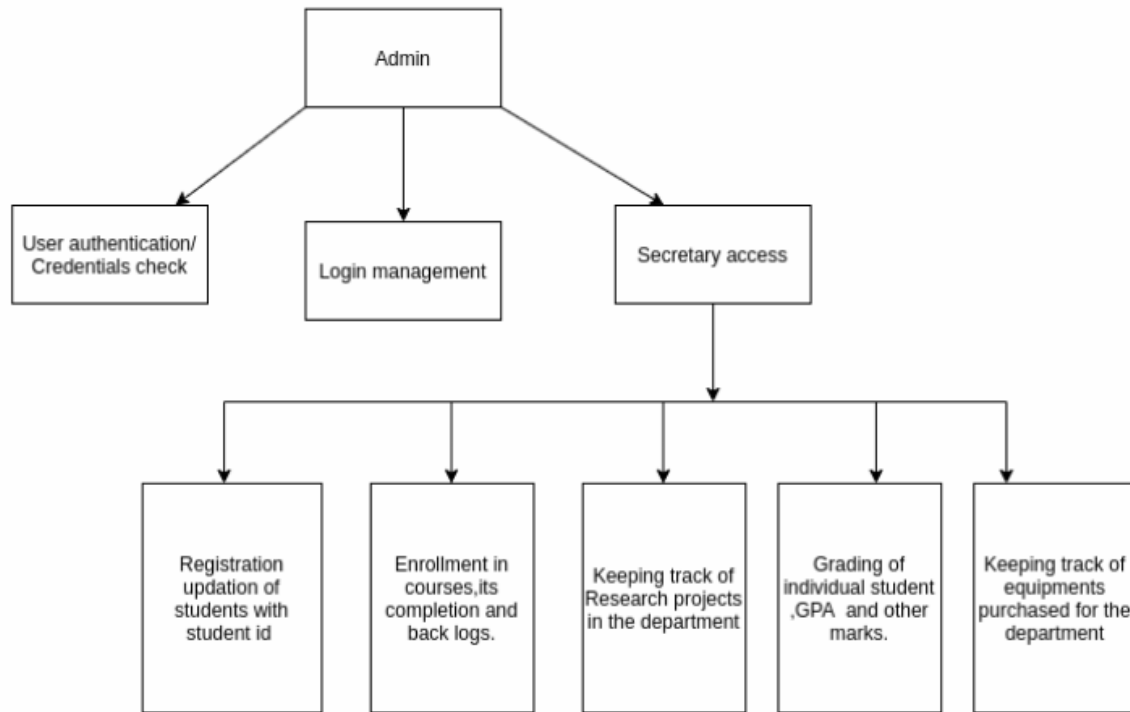 Admin
User authentication/
Credentials check
Login management
Secretary access
Registration
updation of
students with
student id
Enrollment in
courses,its
completion and
back logs.
Keeping track of
Research projects
in the department
Grading of
individual student
,GPA and other
marks.
Keeping track of
equipments
purchased for the
department